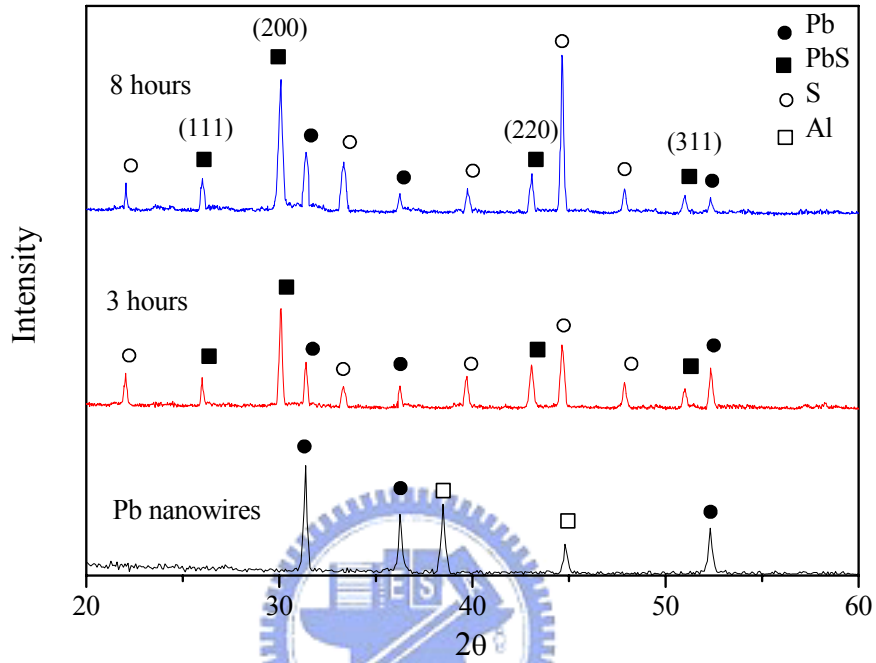 (200)
Pb
PbS
S
Al
8 hours
(111)
(220)
(311)
3 hours
Pb nanowires
Intensity
E S
20
30
40
50
60
2θ